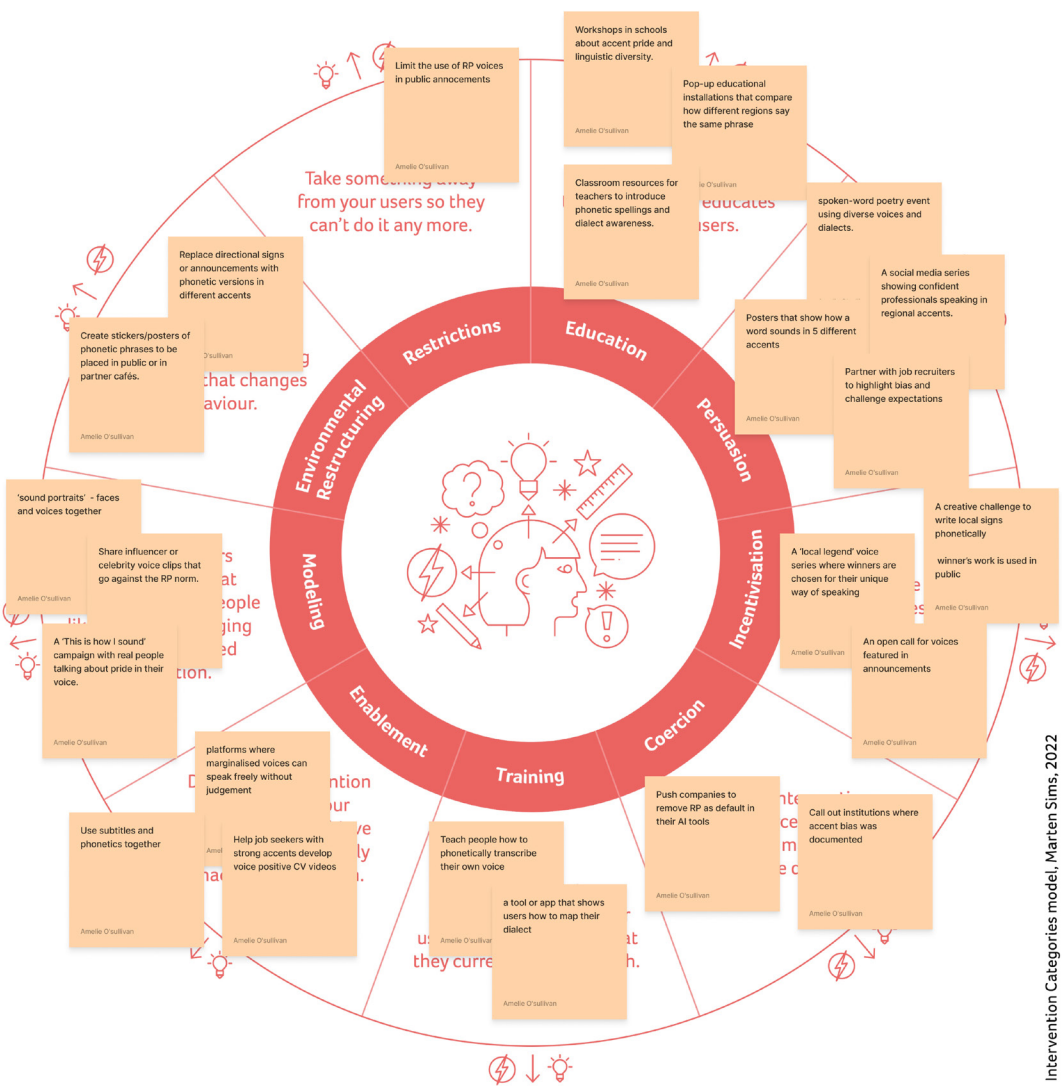 Limit the use of RP voices
in public annocements
Amelie O'sullivan
Take something away
from your users so they
can't do it any more.
Workshops in schools
about accent pride and
linguistic diversity.
Amelie O'sullivan
Pop-up educational
installations that compare
how different regions say
the same phrase
O'sullivan
Classroom resources for
teachers to introduce
phonetic spellings and
dialect awareness.
Amelie O'sullivan
educates
users.
spoken-word poetry event
using diverse voices and
dialects.
A social media series
showing confident
professionals speaking in
regional accents.
Posters that show how a
word sounds in 5 different
accents
Amelie O'sullivan
Partner with job recruiters
to highlight bias and
challenge expectations
Amelie O'sullivan
A creative challenge to
write local signs
phonetically
winner's work is used in
public
Amelie O'sullivan
A 'local legend' voice
series where winners are
chosen for their unique
way of speaking
Amelie O'sullivan
An open call for voices
featured in
announcements
Amelie O'sullivan
Push companies to
remove RP as default in
their AI tools
Amelie O'sullivan
Call out institutions where
accent bias was
documented
Amelie O'sullivan
Teach people how to
phonetically transcribe
their own voice
Amelie O'sullivan
a tool or app that shows
users how to map their
dialect
Amelie O'sullivan
they
platforms where
marginalised voices can
speak freely without
judgement
Use subtitles and
phonetics together
Amelie O'sullivan
Help job seekers with
strong accents develop
voice positive CV videos
Amelie O'sullivan
'sound portraits' - faces
and voices together
Amelie O'sullivan
Share influencer or
celebrity voice clips that
go against the RP norm.
A 'This is how I sound'
campaign with real people
talking about pride in their
voice.
Amelie O'sullivan
Replace directional signs
or announcements with
phonetic versions in
different accents
O'sullivan
Create stickers/posters of
phonetic phrases to be
placed in public or in
partner cafés.
Amelie O'sullivan
that changes
Restrictions
Education
Persuasion
Incentivisation
Coercion
Training
Enablement
Modeling
Environmental
Restructuring
Intervention Categories model, Marten Sims, 2022